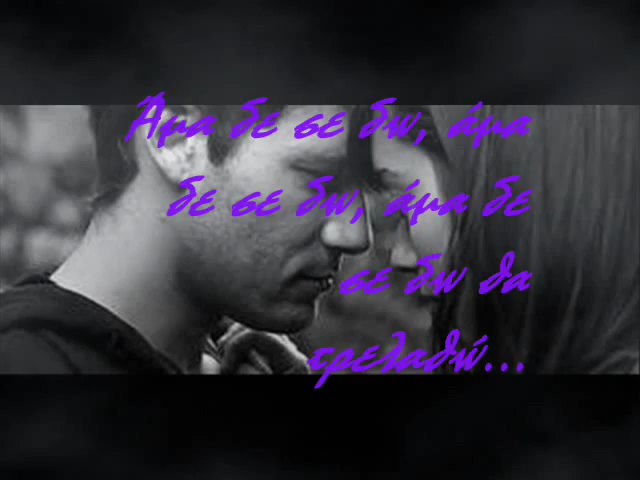 Άμα δε σε δω, άμα
δε σε δω, άμα δε
σε δω θα
τρελαθώ...